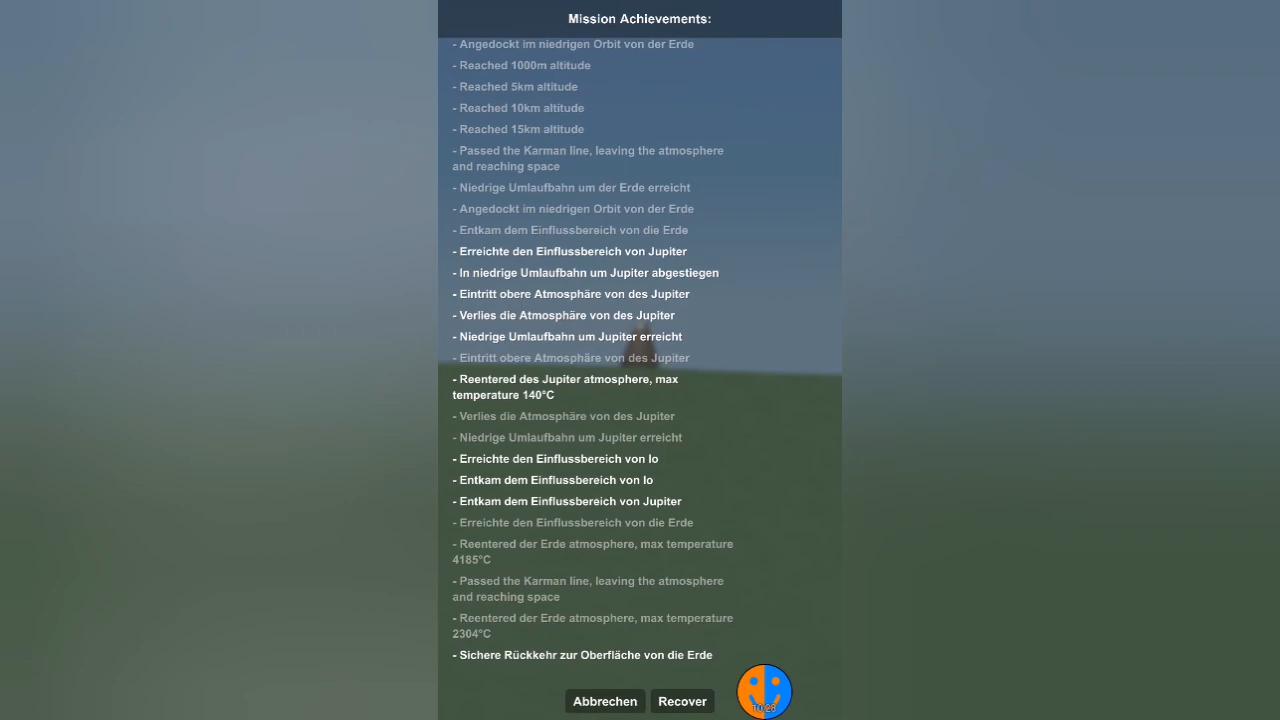 Mission Achievements:
- Angedockt im niedrigen Orbit von der Erde
- Reached 1000m altitude
- Reached 5km altitude
- Reached 10km altitude
- Reached 15km altitude
- Passed the Karman line, leaving the atmosphere
and reaching space
- Niedrige Umlaufbahn um der Erde erreicht
- Angedockt im niedrigen Orbit von der Erde
- Entkam dem Einflussbereich von die Erde
- Erreichte den Einflussbereich von Jupiter
- In niedrige Umlaufbahn um Jupiter abgestiegen
- Eintritt obere Atmosphäre von des Jupiter
- Verlies die Atmosphäre von des Jupiter
- Niedrige Umlaufbahn um Jupiter erreicht
- Eintritt obere Atmosphäre von des Jupiter
- Reentered des Jupiter atmosphere, max
temperature 140°C
- Verlies die Atmosphäre von des Jupiter
- Niedrige Umlaufbahn um Jupiter erreicht
- Erreichte den Einflussbereich von Io
- Entkam dem Einflussbereich von Io
- Entkam dem Einflussbereich von Jupiter
- Erreichte den Einflussbereich von die Erde
- Reentered der Erde atmosphere, max temperature
4185°C
- Passed the Karman line, leaving the atmosphere
and reaching space
- Reentered der Erde atmosphere, max temperature
2304°C
- Sichere Rückkehr zur Oberfläche von die Erde
Abbrechen Recover
10:28